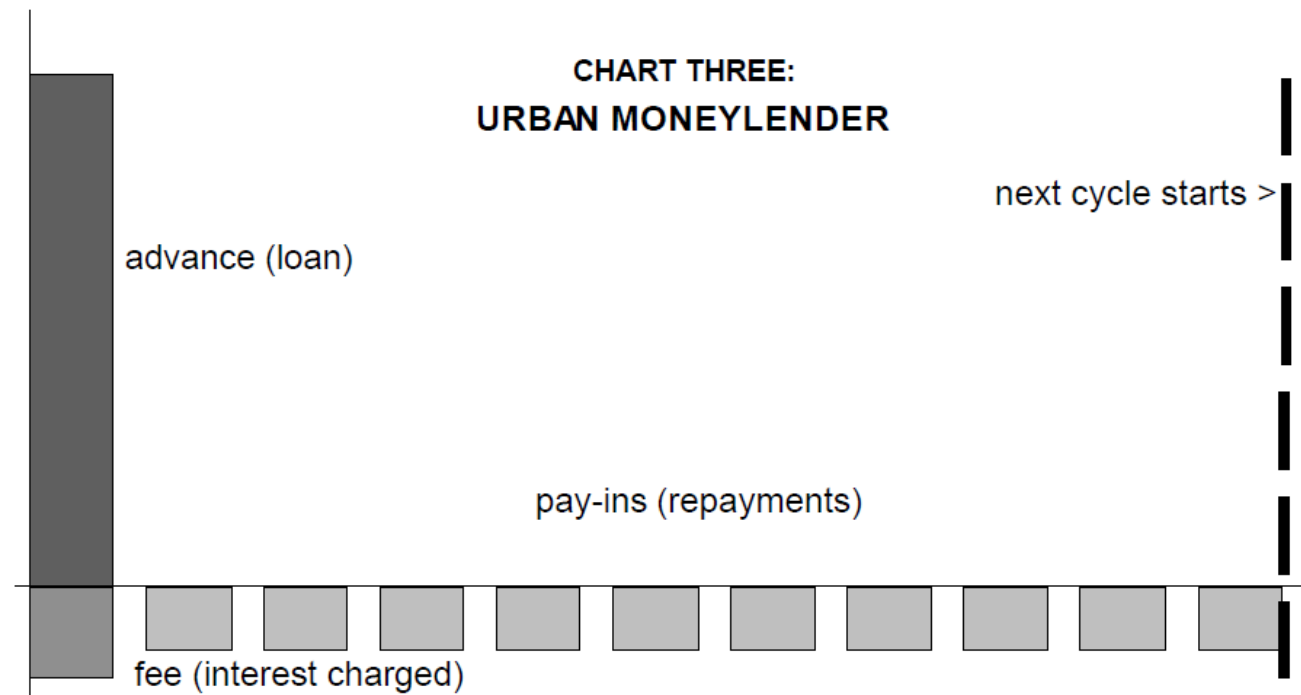 CHART THREE:
URBAN MONEYLENDER
next cycle starts >
advance (loan)
pay-ins (repayments)
fee (interest charged)